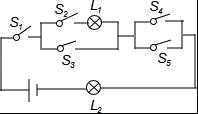 S₂ L₁ S₄
S₁
S₃ S₅
L₂